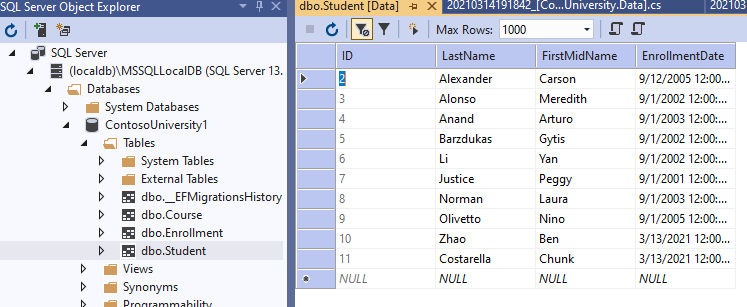 SQL Server Object Explorer
SQL Server
(localdb)\MSSQLLocalDB (SQL Server 13.
Databases
System Databases
ContosoUniversity1
Tables
System Tables
External Tables
dbo.__EFMigrationsHistory
dbo.Course
dbo.Enrollment
dbo.Student
Views
Synonyms
Programmability
dbo.Student [Data] 20210314191842_[Co...University.Data].cs 202103
Max Rows: 1000
ID LastName FirstMidName EnrollmentDate
2 Alexander Carson 9/12/2005 12:00...
3 Alonso Meredith 9/1/2002 12:00:...
4 Anand Arturo 9/1/2003 12:00:...
5 Barzdukas Gytis 9/1/2002 12:00:...
6 Li Yan 9/1/2002 12:00:...
7 Justice Peggy 9/1/2001 12:00:...
8 Norman Laura 9/1/2003 12:00:...
9 Olivetto Nino 9/1/2005 12:00:...
10 Zhao Ben 3/13/2021 12:00...
11 Costarella Chunk 3/13/2021 12:00...
NULL NULL NULL NULL